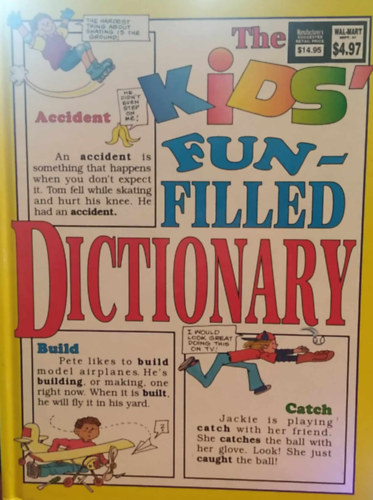 THE HARDEST
THING ABOUT
SKATING IS THE
GROUND!
The
Manufacturer's
SUGGESTED
RETAIL PRICE
$14.95
WAL-MART
$4.97
KIDS'
FUN-
FILLED
DICTIONARY
HE
DIDN'T
EVEN
STEP
ON
ME!
Accident
An accident is
something that happens
when you don't expect
it. Tom fell while skating
and hurt his knee. He
had an accident.
Build
Pete likes to build
model airplanes. He's
building, or making, one
right now. When it is built,
he will fly it in his yard.
?
I WOULD
LOOK GREAT
DOING THIS
ON TV!
Catch
Jackie is playing
catch with her friend.
She catches the ball with
her glove. Look! She just
caught the ball!